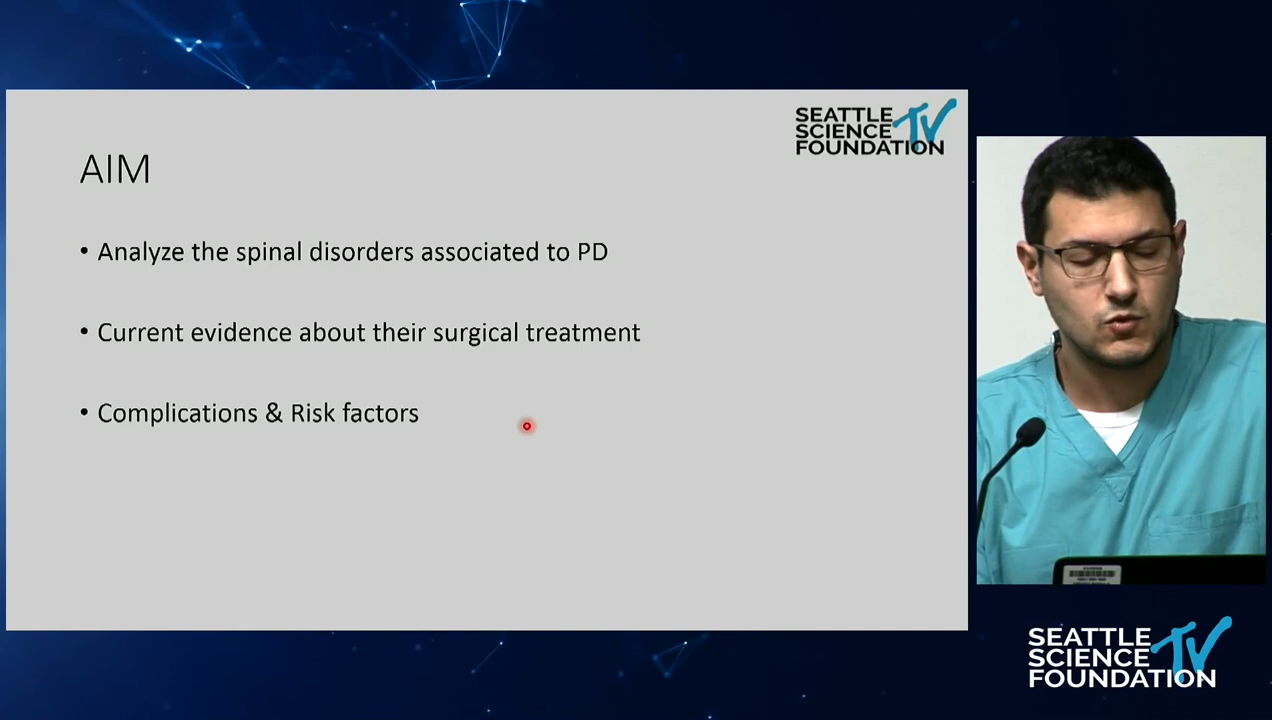 SEATTLE
SCIENCE TV
FOUNDATION
AIM
• Analyze the spinal disorders associated to PD
• Current evidence about their surgical treatment
• Complications & Risk factors
SEATTLE
SCIENCE TV
FOUNDATION